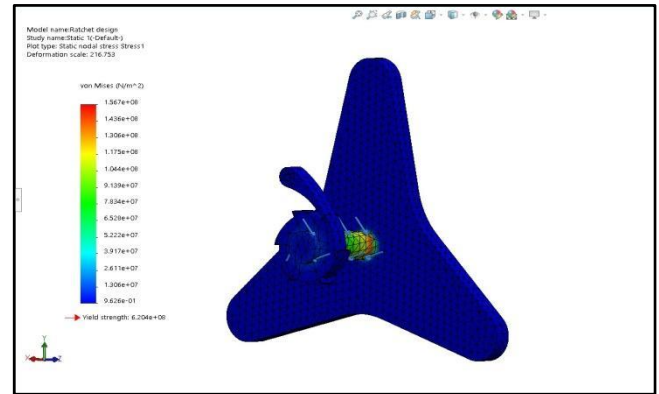 Model name:Ratchet design
Study name:Static 1(-Default-)
Plot type: Static nodal stress Stress1
Deformation scale: 216.753
von Mises (N/m^2)
1.567e+08
1.436e+08
1.306e+08
1.175e+08
1.044e+08
9.139e+07
7.834e+07
6.528e+07
5.222e+07
3.917e+07
2.611e+07
1.306e+07
9.626e-01
Yield strength: 6.204e+08
Y
X
Z